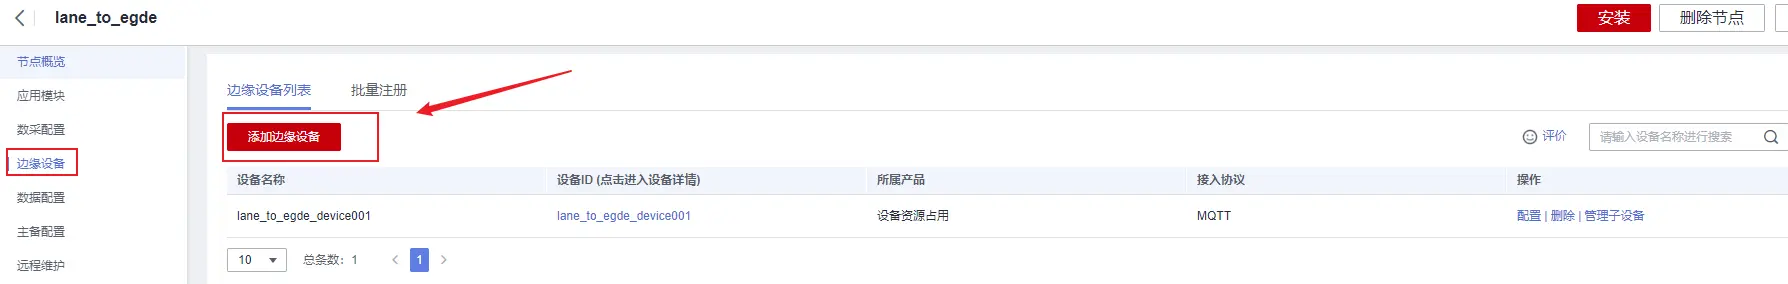 lane_to_egde
安装
删除节点
节点概览
应用模块
数采配置
边缘设备
数据配置
主备配置
远程维护
边缘设备列表
批量注册
添加边缘设备
评价
请输入设备名称进行搜索
设备名称
设备ID (点击进入设备详情)
所属产品
接入协议
操作
lane_to_egde_device001
lane_to_egde_device001
设备资源占用
MQTT
配置 | 删除 | 管理子设备
10
总条数：1
1